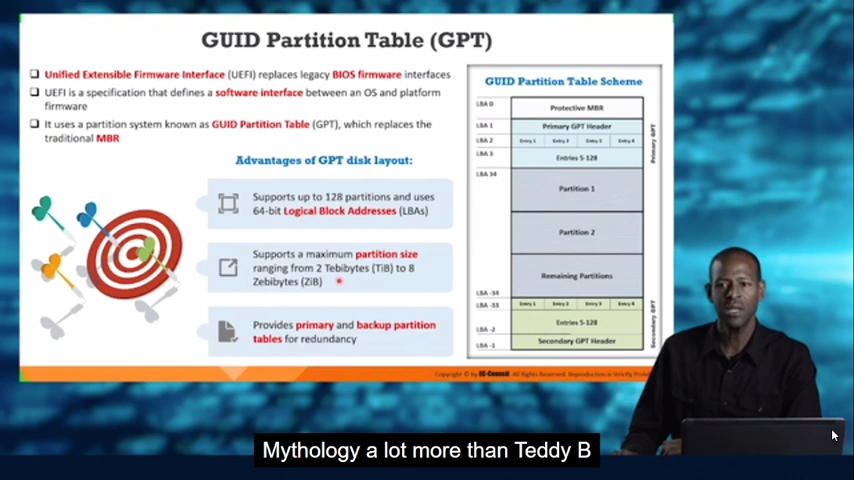 GUID Partition Table (GPT)
Unified Extensible Firmware Interface (UEFI) replaces legacy BIOS firmware interfaces
UEFI is a specification that defines a software interface between an OS and platform
firmware
It uses a partition system known as GUID Partition Table (GPT), which replaces the
traditional MBR
Advantages of GPT disk layout:
Supports up to 128 partitions and uses
64-bit Logical Block Addresses (LBAs)
Supports a maximum partition size
ranging from 2 Tebibytes (TiB) to 8
Zebibytes (ZiB)
Provides primary and backup partition
tables for redundancy
GUID Partition Table Scheme
LBA 0
Protective MBR
LBA 1
Primary GPT Header
LBA 2
Entry 1 Entry 2 Entry 3 Entry 4
LBA 3
Entries 5-128
Primary GPT
LBA 34
Partition 1
Partition 2
Remaining Partitions
LBA -34
LBA -33
Entry 1 Entry 2 Entry 3 Entry 4
Entries 5-128
LBA -2
Secondary GPT Header
LBA -1
Secondary GPT
Copyright © by EC-Council. All Rights Reserved. Reproduction is Strictly
Mythology a lot more than Teddy B